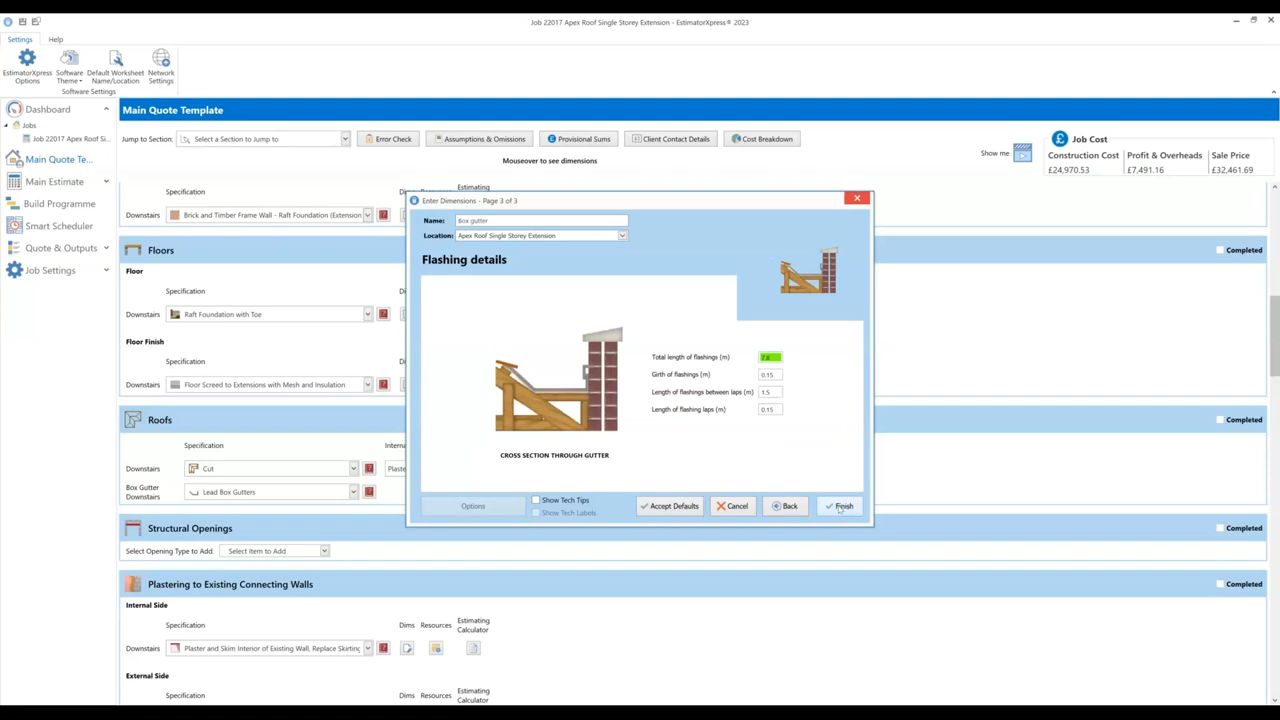 Job 22017 Apex Roof Single Storey Extension - EstimatorXpress® 2023
Settings
Help
EstimatorXpress Options
Software Theme
Default Worksheet Name/Location
Network Settings
Software Settings
Dashboard
Jobs
Job 22017 Apex Roof Si...
Main Quote Te...
Main Estimate
Build Programme
Smart Scheduler
Quote & Outputs
Job Settings
Main Quote Template
Jump to Section:
Select a Section to Jump to
Error Check
Assumptions & Omissions
Provisional Sums
Client Contact Details
Cost Breakdown
Mouseover to see dimensions
Show me
Job Cost
Construction Cost
Profit & Overheads
Sale Price
£24,970.53
£7,491.16
£32,461.69
Specification
Estimating
Downstairs
Brick and Timber Frame Wall - Raft Foundation (Extension
Floors
Completed
Floor
Specification
Downstairs
Raft Foundation with Toe
Floor Finish
Specification
Downstairs
Floor Screed to Extensions with Mesh and Insulation
Roofs
Completed
Specification
Interna
Downstairs
Cut
Plaste
Box Gutter Downstairs
Lead Box Gutters
Structural Openings
Completed
Select Opening Type to Add:
Select Item to Add
Plastering to Existing Connecting Walls
Completed
Internal Side
Specification
Dims
Resources
Estimating Calculator
Downstairs
Plaster and Skim Interior of Existing Wall, Replace Skirting
External Side
Specification
Dims
Resources
Estimating Calculator
Enter Dimensions - Page 3 of 3
Name:
Box gutter
Location:
Apex Roof Single Storey Extension
Flashing details
Total length of flashings (m)
Girth of flashings (m)
0.15
Length of flashings between laps (m)
1.5
Length of flashing laps (m)
0.15
CROSS SECTION THROUGH GUTTER
Options
Show Tech Tips
Show Tech Labels
Accept Defaults
Cancel
Back
Finish